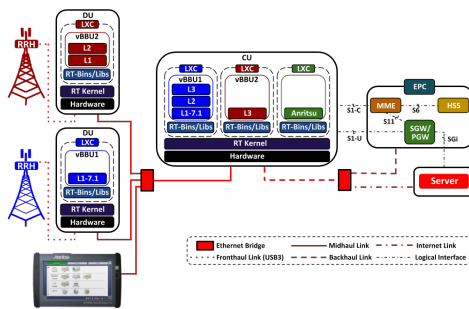 DU
LXC
vBBU2
L2
L1
RT-Bins/Libs
RT Kernel
Hardware
RRH
DU
LXC
vBBU1
L1-7.1
RT-Bins/Libs
RT Kernel
Hardware
RRH
CU
LXC
vBBU1
L3
L2
L1-7.1
RT-Bins/Libs
LXC
vBBU2
L3
RT-Bins/Libs
LXC
Anritsu
RT-Bins/Libs
RT Kernel
Hardware
S1-C
S1-U
EPC
MME
S6
HSS
S11
SGW/
PGW
SGi
Server
Ethernet Bridge
Midhaul Link
Internet Link
Fronthaul Link (USB3)
Backhaul Link
Logical Interface